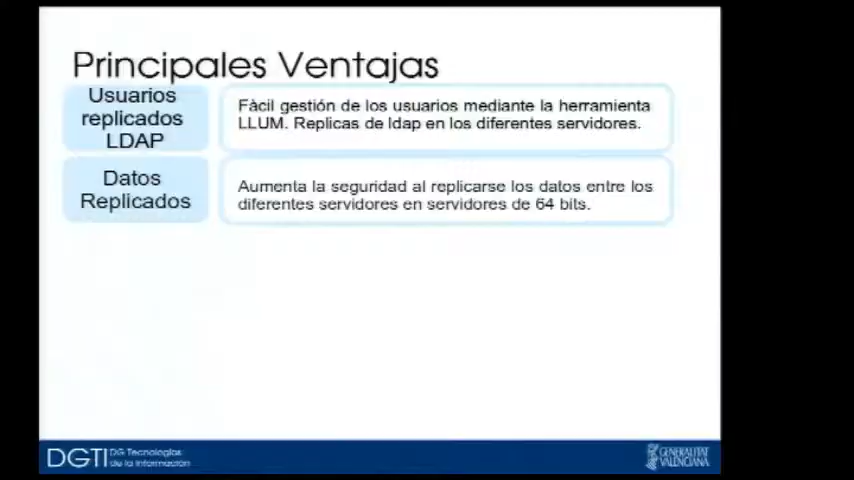 Principales Ventajas
Usuarios
replicados
LDAP
Fàcil gestión de los usuarios mediante la herramienta
LLUM. Replicas de ldap en los diferentes servidores.
Datos
Replicados
Aumenta la seguridad al replicarse los datos entre los
diferentes servidores en servidores de 64 bits.
DGTI
DG Tecnologías
de la Información
GENERALITAT
VALENCIANA